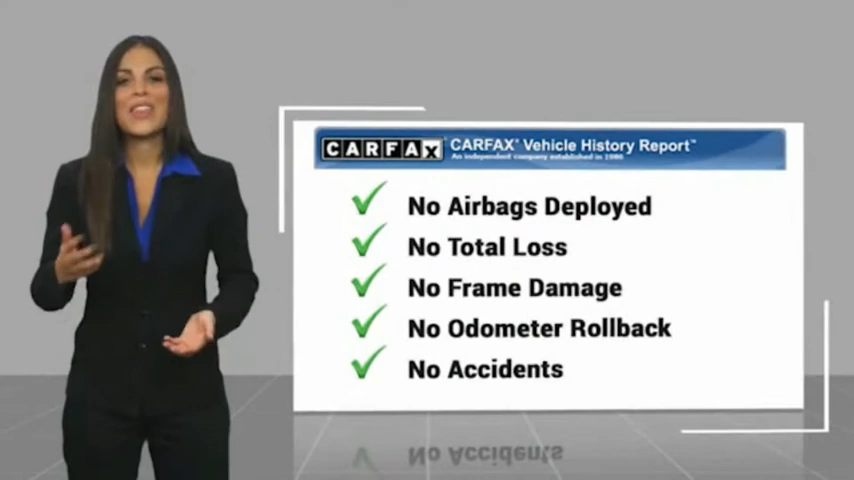 CARFAX CARFAX® Vehicle History Report™
An independent company established in 1986
No Airbags Deployed
No Total Loss
No Frame Damage
No Odometer Rollback
No Accidents
No Accidents